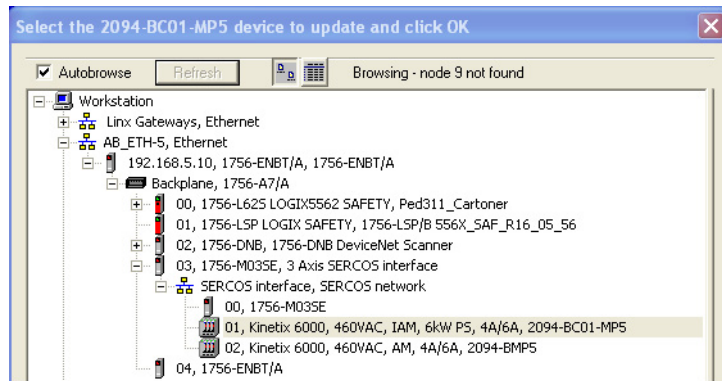 Select the 2094-BC01-MP5 device to update and click OK
Autobrowse Refresh Browsing - node 9 not found
Workstation
Linx Gateways, Ethernet
AB_ETH-5, Ethernet
192.168.5.10, 1756-ENBT/A, 1756-ENBT/A
Backplane, 1756-A7/A
00, 1756-L62S LOGIX5562 SAFETY, Ped311_Cartoner
01, 1756-LSP LOGIX SAFETY, 1756-LSP/B 556X_SAF_R16_05_56
02, 1756-DNB, 1756-DNB DeviceNet Scanner
03, 1756-M03SE, 3 Axis SERCOS interface
SERCOS interface, SERCOS network
00, 1756-M03SE
01, Kinetix 6000, 460VAC, IAM, 6kW PS, 4A/6A, 2094-BC01-MP5
02, Kinetix 6000, 460VAC, AM, 4A/6A, 2094-BMP5
04, 1756-ENBT/A